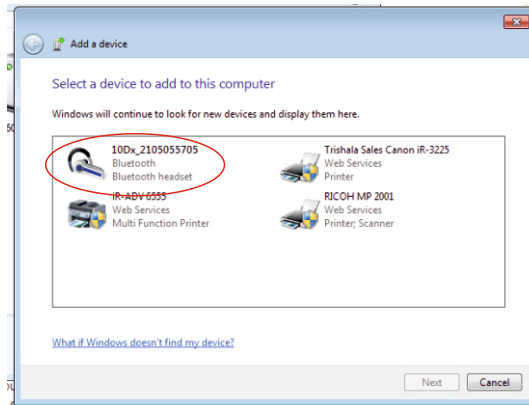 Add a device
Select a device to add to this computer
Windows will continue to look for new devices and display them here.
10Dx_2105055705
Bluetooth
Bluetooth headset
Trishala Sales Canon iR-3225
Web Services
Printer
iR-ADV 6555
Web Services
Multi Function Printer
RICOH MP 2001
Web Services
Printer; Scanner
What if Windows doesn't find my device?
Next
Cancel